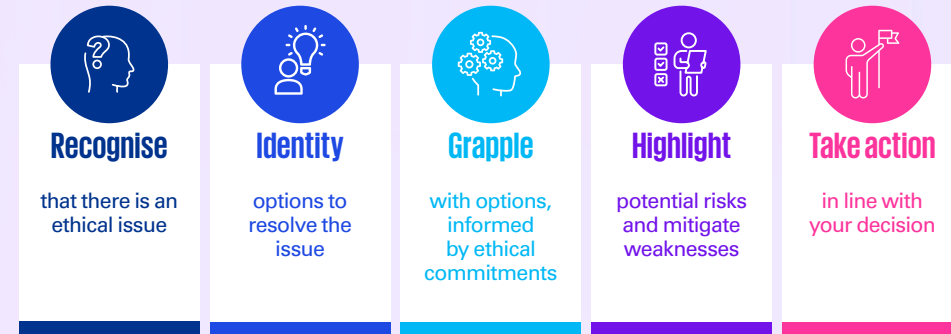 Recognise
that there is an
ethical issue
Identity
options to
resolve the
issue
Grapple
with options,
informed
by ethical
commitments
Highlight
potential risks
and mitigate
weaknesses
Take action
in line with
your decision